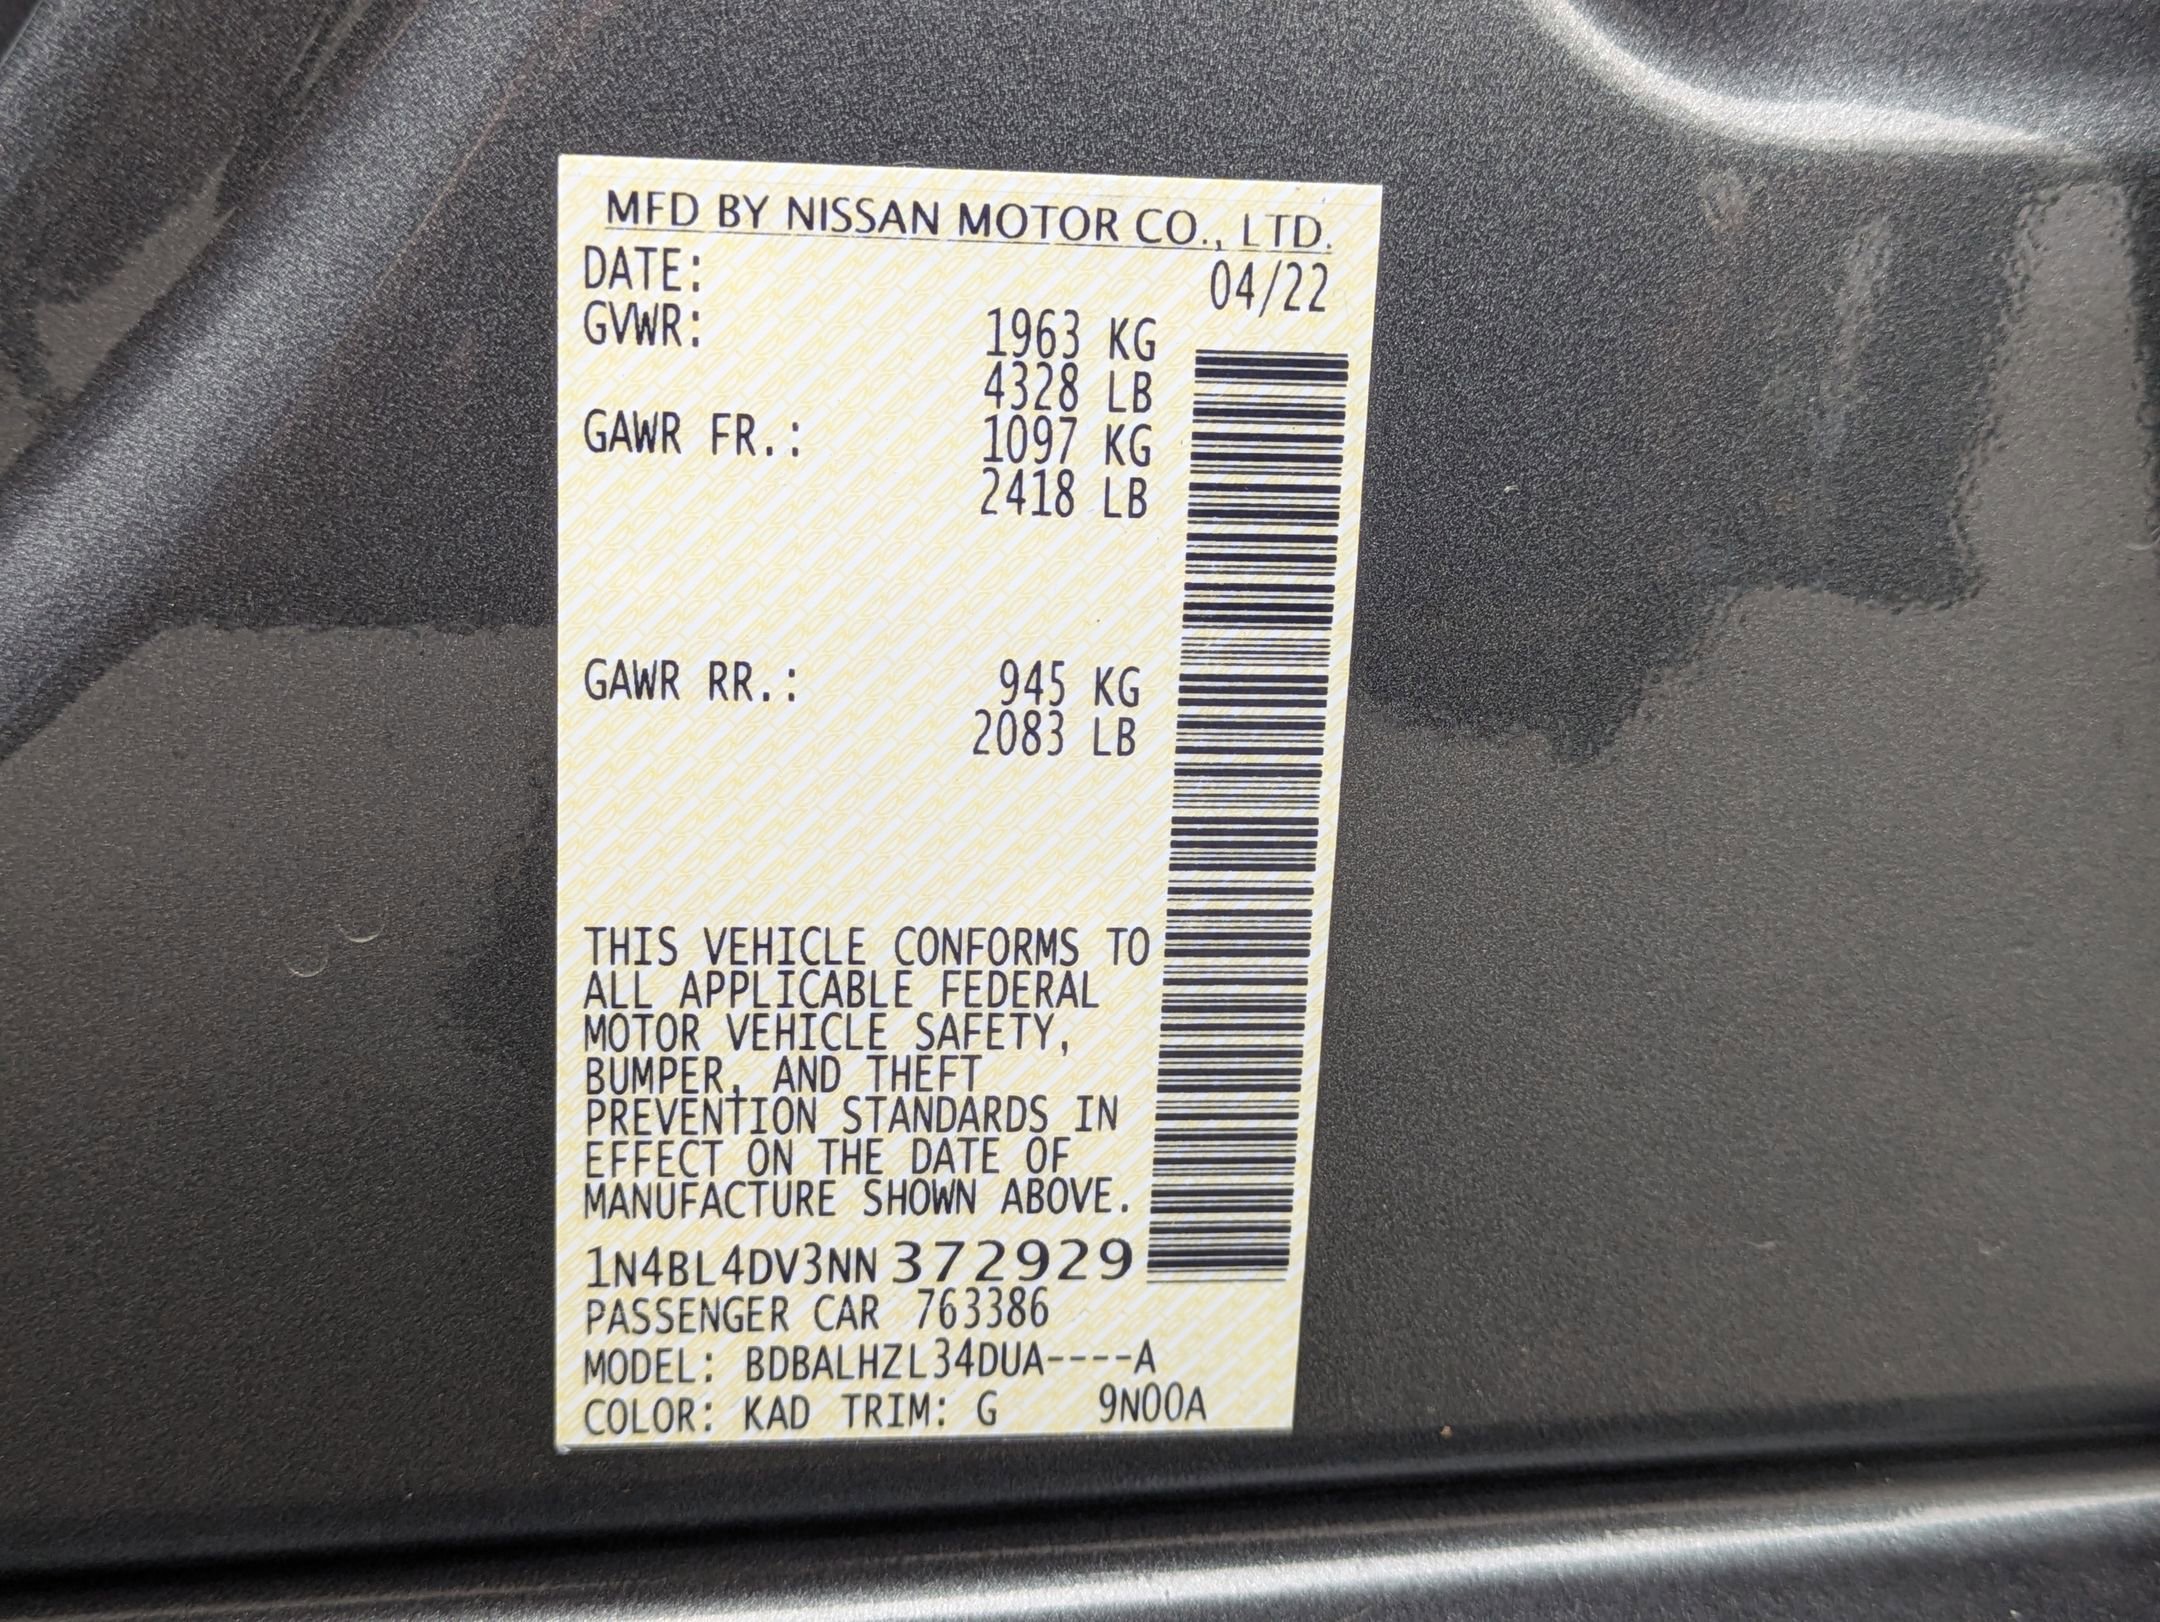 MFD BY NISSAN MOTOR CO., LTD.
DATE: 04/22
GVWR: 1963 KG
4328 LB
GAWR FR.: 1097 KG
2418 LB
GAWR RR.: 945 KG
2083 LB
THIS VEHICLE CONFORMS TO
ALL APPLICABLE FEDERAL
MOTOR VEHICLE SAFETY,
BUMPER, AND THEFT
PREVENTION STANDARDS IN
EFFECT ON THE DATE OF
MANUFACTURE SHOWN ABOVE.
1N4BL4DV3NN372929
PASSENGER CAR 763386
MODEL: BDBALHZL34DUA----A
COLOR: KAD TRIM: G 9N00A